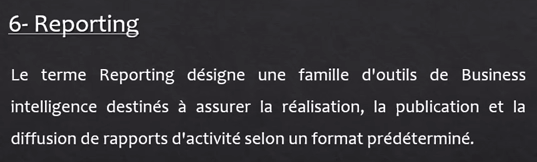 6- Reporting
Le terme Reporting désigne une famille d'outils de Business
intelligence destinés à assurer la réalisation, la publication et la
diffusion de rapports d'activité selon un format prédéterminé.